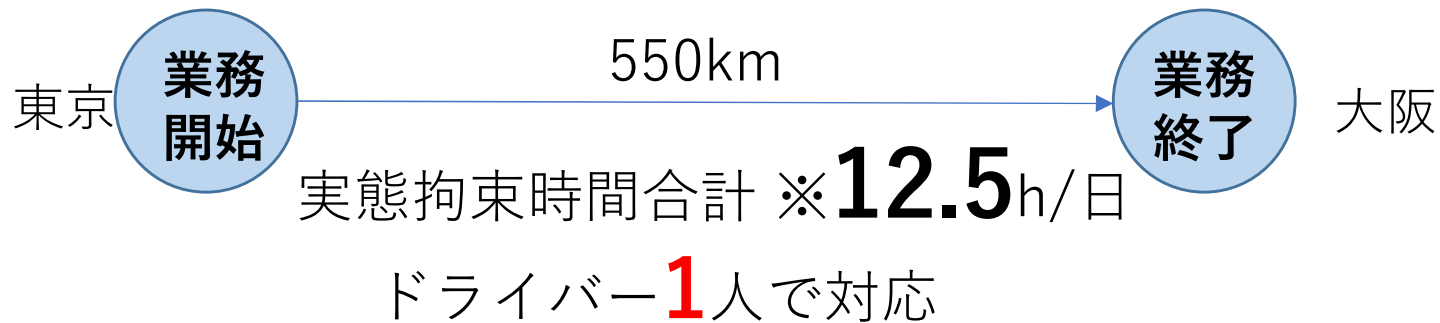 東京
業務
開始
550km
業務
終了
大阪
実態拘束時間合計 ※12.5h/日
ドライバー1人で対応